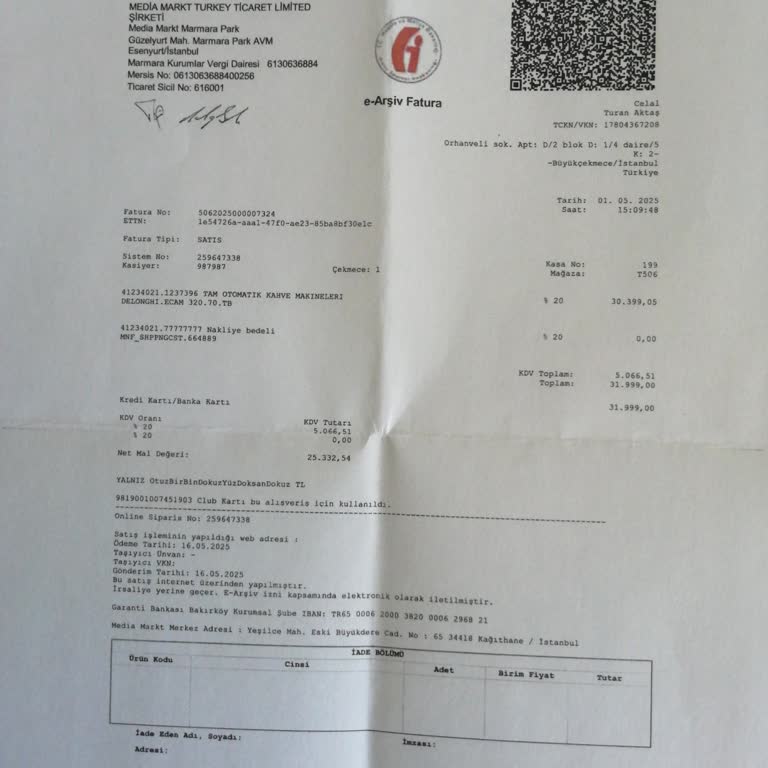 MEDIA MARKT TURKEY TICARET LIMITED
ŞİRKETİ
Media Markt Marmara Park
Güzelyurt Mah. Marmara Park AVM
Esenyurt/İstanbul
Marmara Kurumlar Vergi Dairesi 6130636884
Mersis No: 0613063688400256
Ticaret Sicil No: 616001
e-Arşiv Fatura
Celal
Turan Aktaş
TCKN/VKN: 17804367208
Orhanveli sok. Apt: D/2 blok D: 1/4 daire/5
K: 2-
-Büyükçekmece/İstanbul
Türkiye
Tarih: 01. 05. 2025
Saat: 15:09:48
Fatura No: 5062025000007324
ETTN: 1e54726a-aaa1-47f0-ae23-85ba8bf30e1c
Fatura Tipi: SATIS
Sistem No: 259647338
Kasiyer: 987987
Çekmece: 1
Kasa No: 199
Mağaza: T506
41234021.1237396 TAM OTOMATIK KAHVE MAKINELERI
DELONGHI.ECAM 320.70.TB
% 20 30.399,05
41234021.77777777 Nakliye bedeli
MNF_SHPPNGCST.664889
% 20 0,00
KDV Toplam: 5.066,51
Toplam: 31.999,00
Kredi Kartı/Banka Kartı
31.999,00
KDV Oranı KDV Tutarı
% 20 5.066,51
% 20 0,00
Net Mal Değeri: 25.332,54
YALNIZ OtuzBirBinDokuzYüzDoksanDokuz TL
9819001007451903 Club Kartı bu alışveris için kullanıldı.
Online Siparis No: 259647338
Satış işleminin yapıldığı web adresi :
Ödeme Tarihi: 16.05.2025
Taşıyıcı Ünvan: -
Taşıyıcı VKN:
Gönderim Tarihi: 16.05.2025
Bu satış internet üzerinden yapılmıştır.
İrsaliye yerine geçer. E-Arşiv izni kapsamında elektronik olarak iletilmiştir.
Garanti Bankası Bakırköy Kurumsal Şube IBAN: TR65 0006 2000 3820 0006 2968 21
Media Markt Merkez Adresi : Yeşilce Mah. Eski Büyükdere Cad. No : 65 34418 Kağıthane / İstanbul
İADE BÖLÜMÜ
Ürün Kodu Cinsi Adet Birim Fiyat Tutar
İade Eden Adı, Soyadı:
İmzası:
Adresi: